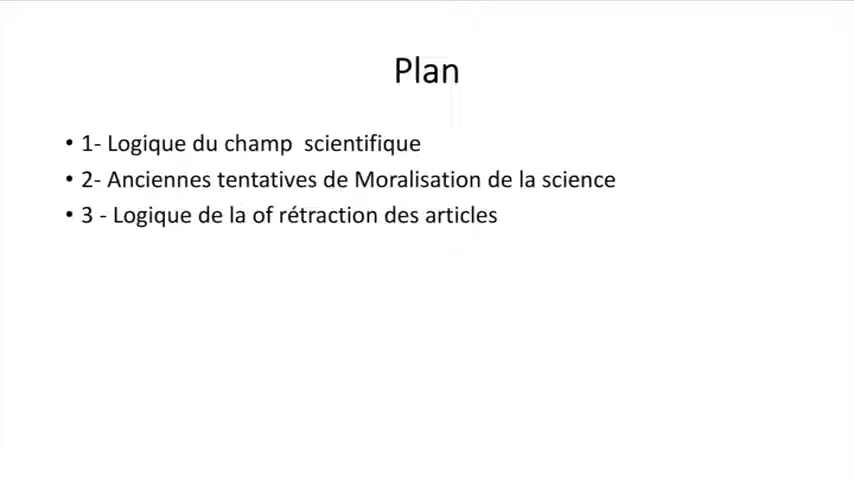 Plan
• 1- Logique du champ  scientifique
• 2- Anciennes tentatives de Moralisation de la science
• 3 - Logique de la of rétraction des articles